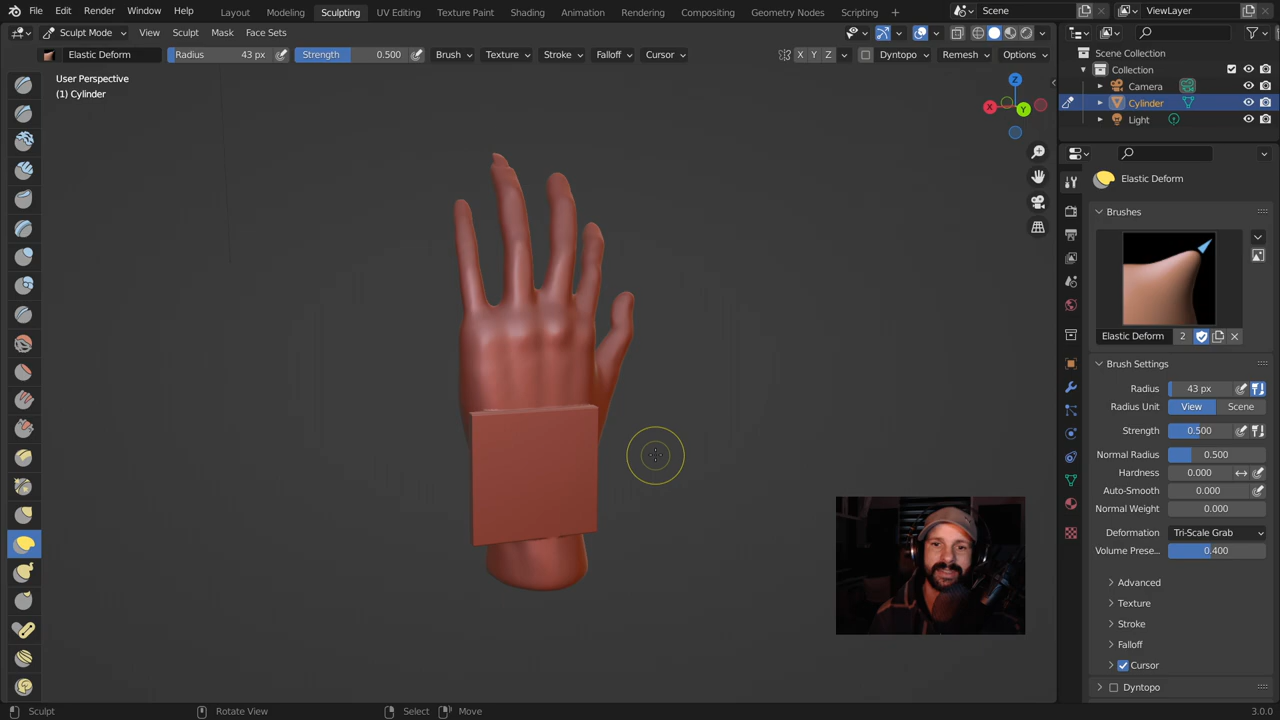 File Edit Render Window Help Layout Modeling Sculpting UV Editing Texture Paint Shading Animation Rendering Compositing Geometry Nodes Scripting Scene ViewLayer
Sculpt Mode View Sculpt Mask Face Sets
Elastic Deform Radius 43 px Strength 0.500 Brush Texture Stroke Falloff Cursor X Y Z Dyntopo Remesh Options
User Perspective
(1) Cylinder
Z
X
Y
Scene Collection
Collection
Camera
Cylinder
Light
Elastic Deform
Brushes
Elastic Deform 2
Brush Settings
Radius 43 px
Radius Unit View Scene
Strength 0.500
Normal Radius 0.500
Hardness 0.000
Auto-Smooth 0.000
Normal Weight 0.000
Deformation Tri-Scale Grab
Volume Prese... 0.400
Advanced
Texture
Stroke
Falloff
Cursor
Dyntopo
Sculpt Rotate View Select Move 3.0.0